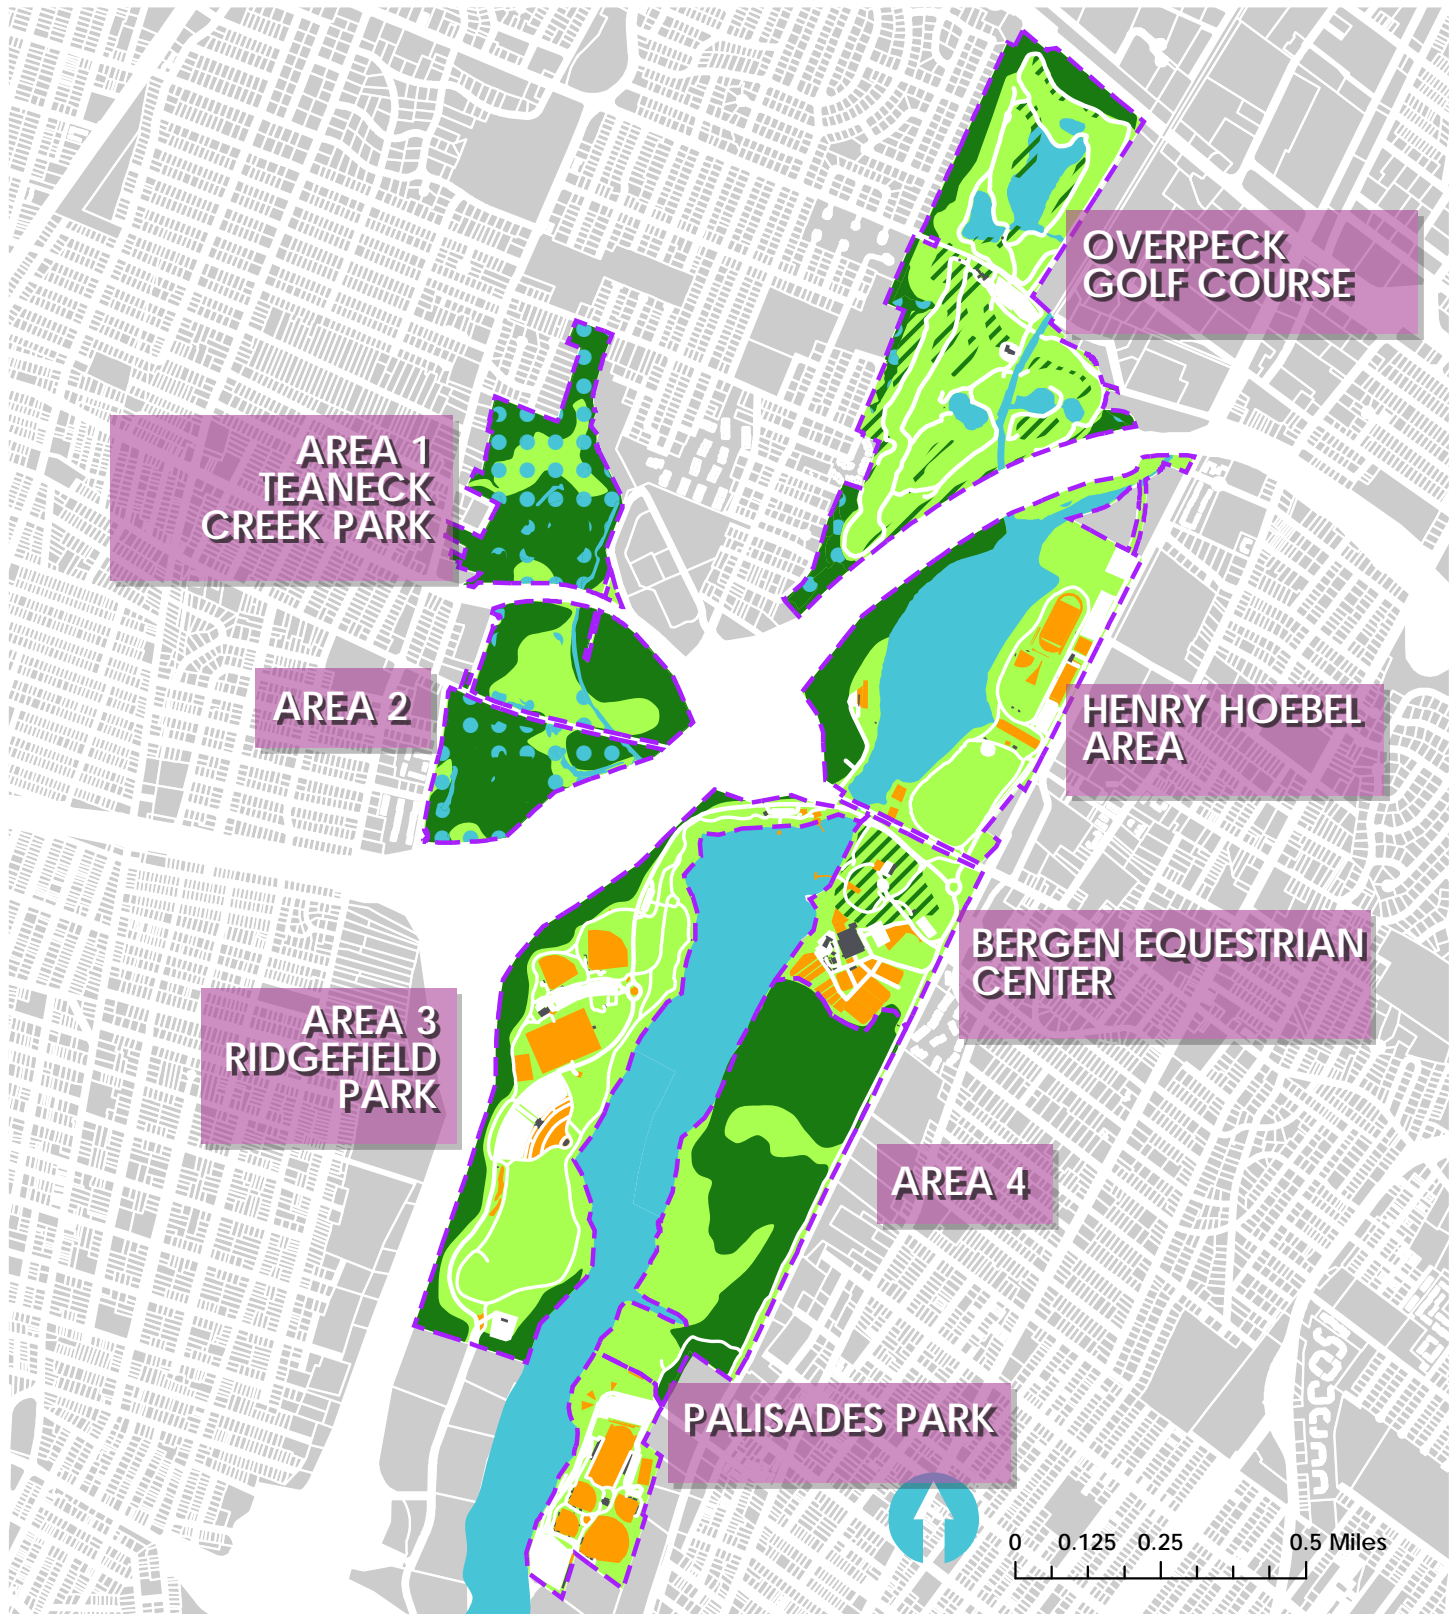 OVERPECK
GOLF COURSE
AREA 1
TEANECK
CREEK PARK
AREA 2
HENRY HOEBEL
AREA
BERGEN EQUESTRIAN
CENTER
AREA 3
RIDGEFIELD
PARK
AREA 4
PALISADES PARK
0 0.125 0.25 0.5 Miles